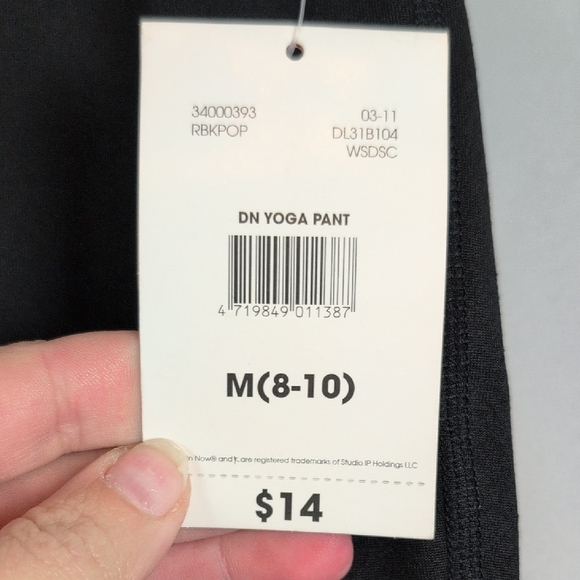 34000393 03-11
RBKPOP DL31B104
WSDSC
DN YOGA PANT
4 719849 011387
M(8-10)
Now® and are registered trademarks of Studio IP Holdings LLC
$14